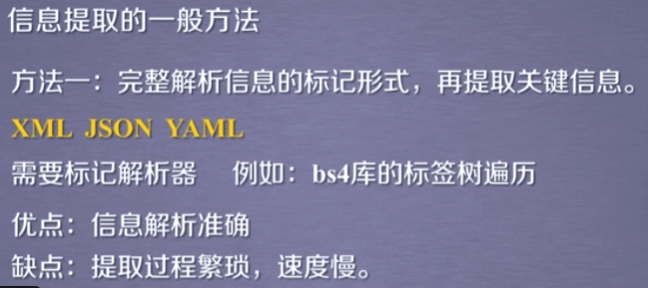 信息提取的一般方法
方法一：完整解析信息的标记形式，再提取关键信息。
XML JSON YAML
需要标记解析器 例如：bs4库的标签树遍历
优点：信息解析准确
缺点：提取过程繁琐，速度慢。